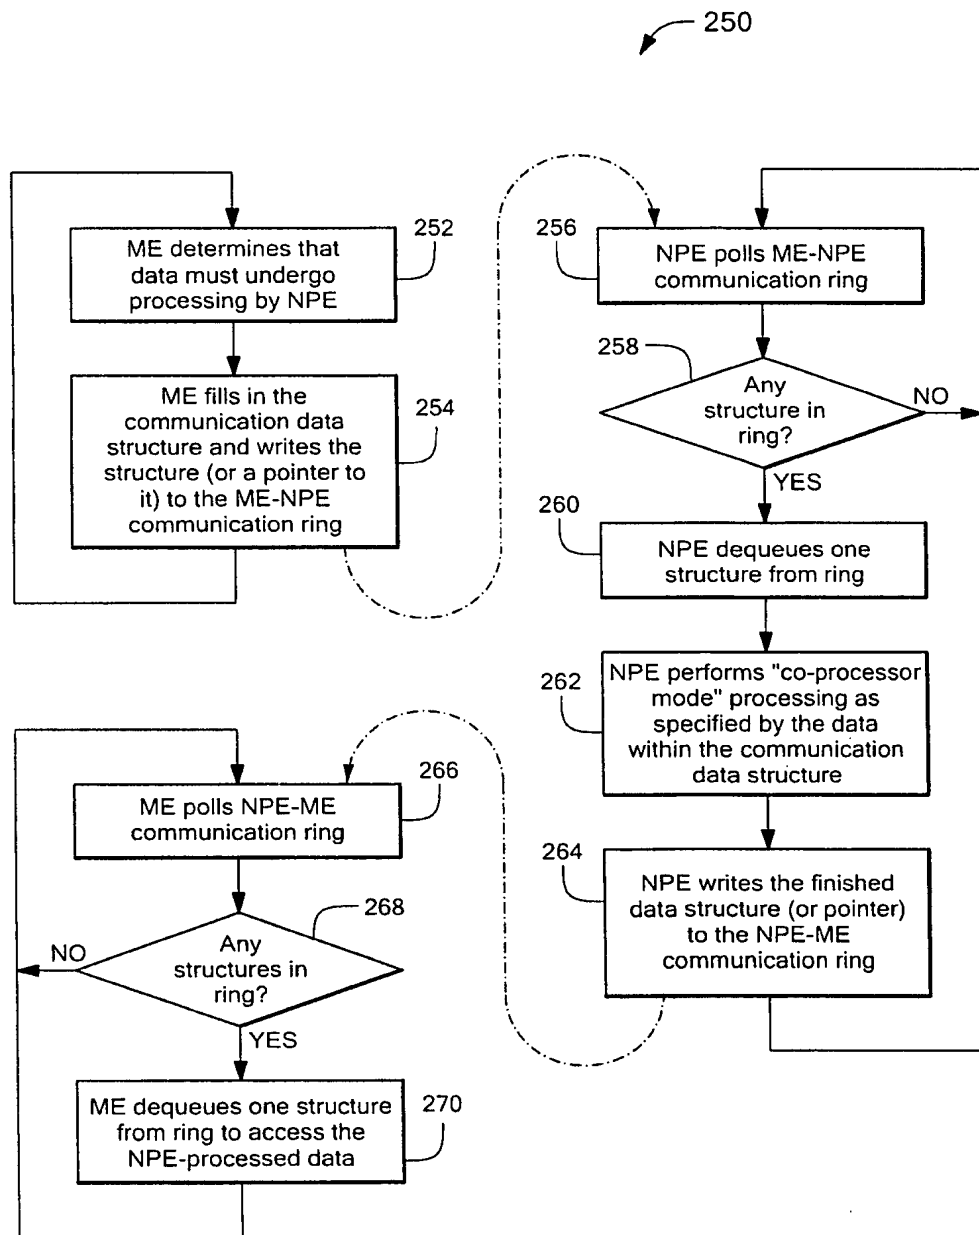 250
252
ME determines that
data must undergo
processing by NPE
254
ME fills in the
communication data
structure and writes the
structure (or a pointer to
it) to the ME-NPE
communication ring
256
NPE polls ME-NPE
communication ring
258
Any
structure in
ring?
NO
YES
260
NPE dequeues one
structure from ring
262
NPE performs "co-processor
mode" processing as
specified by the data
within the communication
data structure
264
NPE writes the finished
data structure (or pointer)
to the NPE-ME
communication ring
266
ME polls NPE-ME
communication ring
268
Any
structures in
ring?
NO
YES
270
ME dequeues one structure
from ring to access the
NPE-processed data